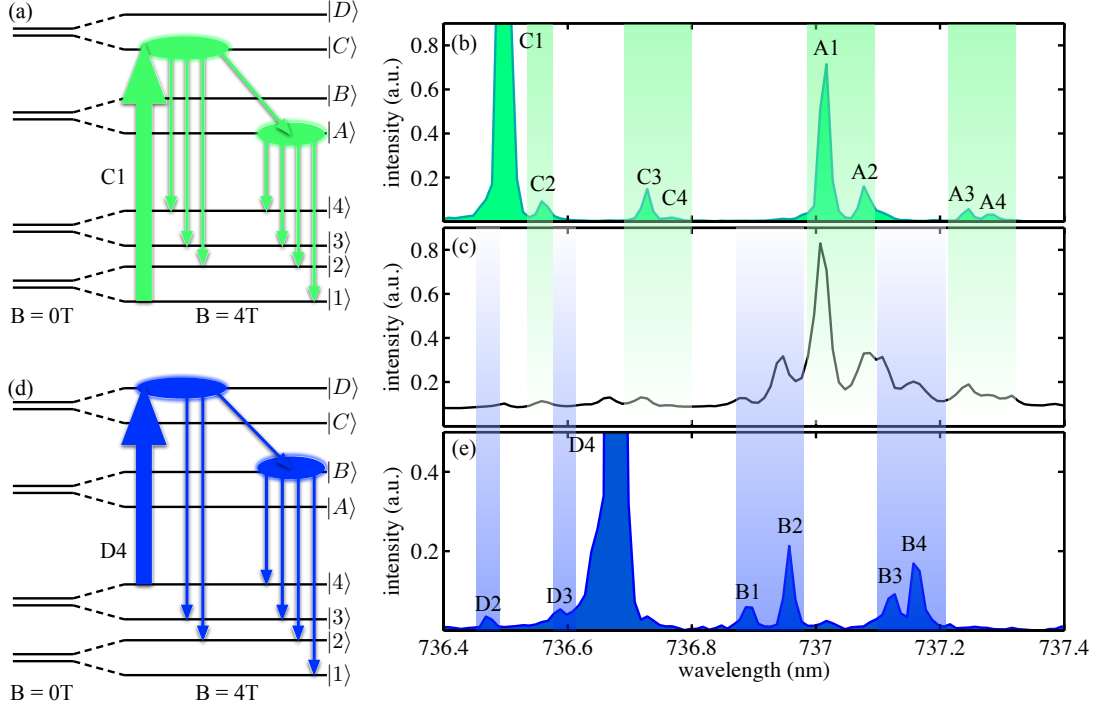 (a)
|D⟩
|C⟩
|B⟩
|A⟩
C1
|4⟩
|3⟩
|2⟩
|1⟩
B = 0T
B = 4T
(b)
intensity (a.u.)
0.8
0.6
0.4
0.2
C1
C2
C3
C4
A1
A2
A3
A4
(c)
intensity (a.u.)
0.8
0.6
0.4
0.2
(d)
|D⟩
|C⟩
|B⟩
|A⟩
D4
|4⟩
|3⟩
|2⟩
|1⟩
B = 0T
B = 4T
(e)
intensity (a.u.)
0.4
0.2
D2
D3
D4
B1
B2
B3
B4
736.4
736.6
736.8
737
737.2
737.4
wavelength (nm)